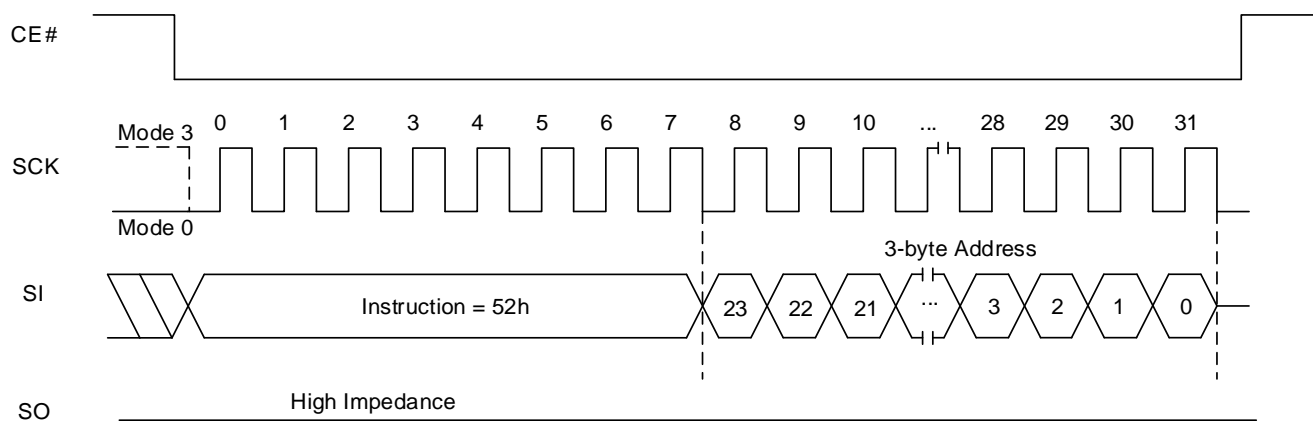 CE#
0 1 2 3 4 5 6 7 8 9 10 ... 28 29 30 31
Mode 3
SCK
Mode 0
3-byte Address
SI
Instruction = 52h
23 22 21 ... 3 2 1 0
High Impedance
SO